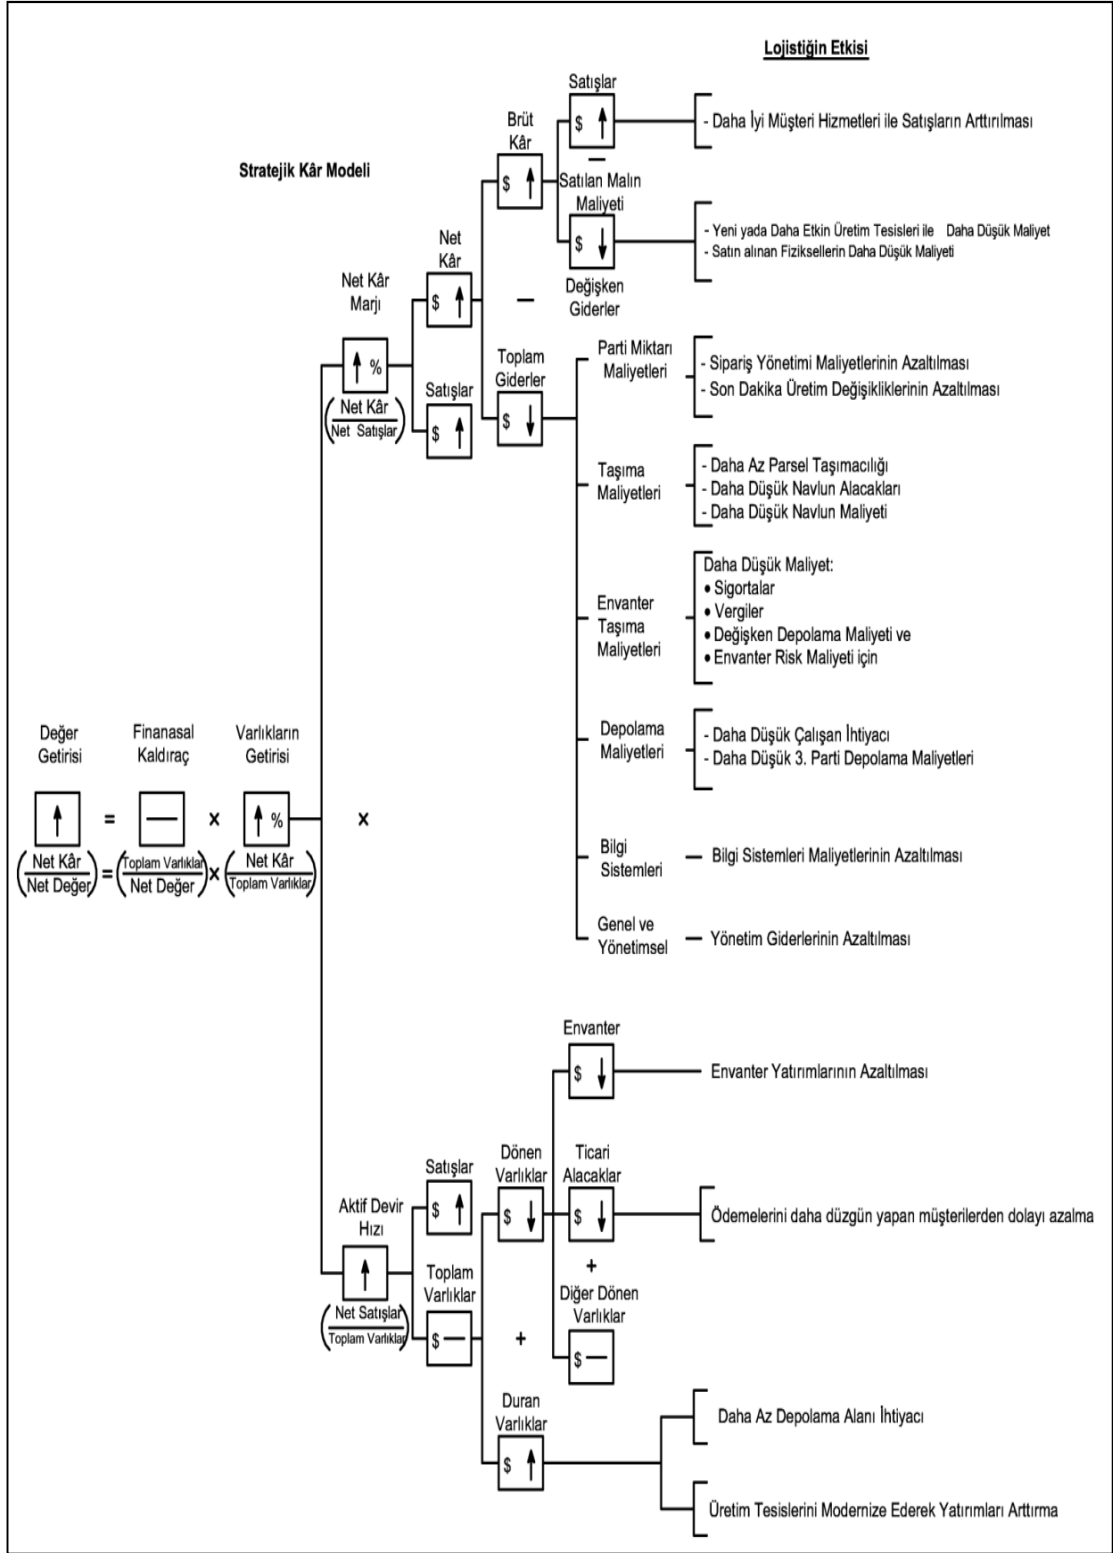 Lojistiğin Etkisi
Stratejik Kâr Modeli
Satışlar
$
- Daha İyi Müşteri Hizmetleri ile Satışların Arttırılması
Brüt
Kâr
$
Satılan Malın
Maliyeti
$
- Yeni yada Daha Etkin Üretim Tesisleri ile Daha Düşük Maliyet
- Satın alınan Fiziksellerin Daha Düşük Maliyeti
Net
Kâr
$
Değişken
Giderler
Net Kâr
Marjı
%
(Net Kâr
Net Satışlar)
Satışlar
$
Toplam
Giderler
$
Parti Miktarı
Maliyetleri
- Sipariş Yönetimi Maliyetlerinin Azaltılması
- Son Dakika Üretim Değişikliklerinin Azaltılması
Taşıma
Maliyetleri
- Daha Az Parsel Taşımacılığı
- Daha Düşük Navlun Alacakları
- Daha Düşük Navlun Maliyeti
Envanter
Taşıma
Maliyetleri
Daha Düşük Maliyet:
• Sigortalar
• Vergiler
• Değişken Depolama Maliyeti ve
• Envanter Risk Maliyeti için
Depolama
Maliyetleri
- Daha Düşük Çalışan İhtiyacı
- Daha Düşük 3. Parti Depolama Maliyetleri
Değer
Getirisi
Finanasal
Kaldıraç
Varlıkların
Getirisi
= × % ×
(Net Kâr
Net Değer) = (Toplam Varlıklar
Net Değer) × (Net Kâr
Toplam Varlıklar)
Bilgi
Sistemleri
Bilgi Sistemleri Maliyetlerinin Azaltılması
Genel ve
Yönetimsel
Yönetim Giderlerinin Azaltılması
Envanter
$
Envanter Yatırımlarının Azaltılması
Satışlar
$
Dönen
Varlıklar
$
Ticari
Alacaklar
$
Ödemelerini daha düzgün yapan müşterilerden dolayı azalma
+
Aktif Devir
Hızı
(Net Satışlar
Toplam Varlıklar)
Toplam
Varlıklar
$
+
Diğer Dönen
Varlıklar
$
Duran
Varlıklar
$
Daha Az Depolama Alanı İhtiyacı
Üretim Tesislerini Modernize Ederek Yatırımları Arttırma